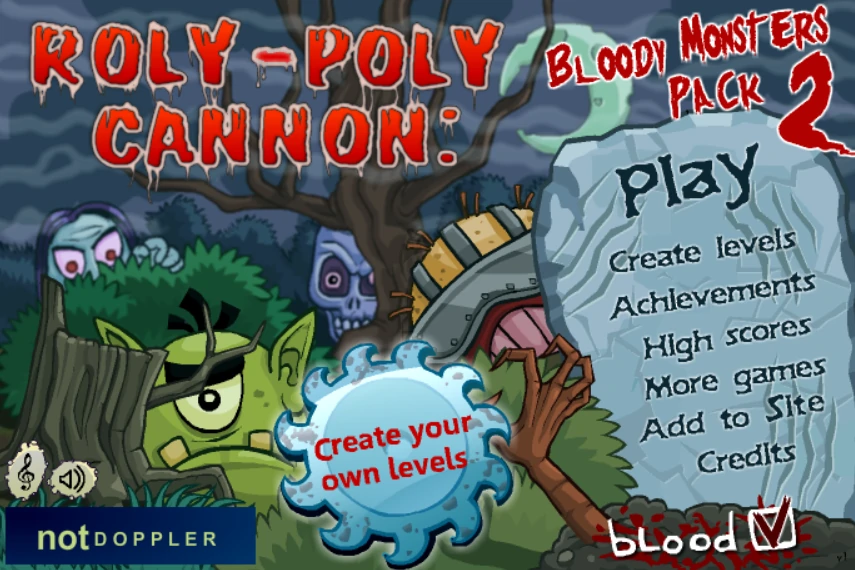 ROLY-POLY
CANNON:
BLOODY MONSTERS
PACK 2
Play
Create levels
Achievements
High scores
More games
Add to Site
Credits
Create your
own levels
notDOPPLER
blood